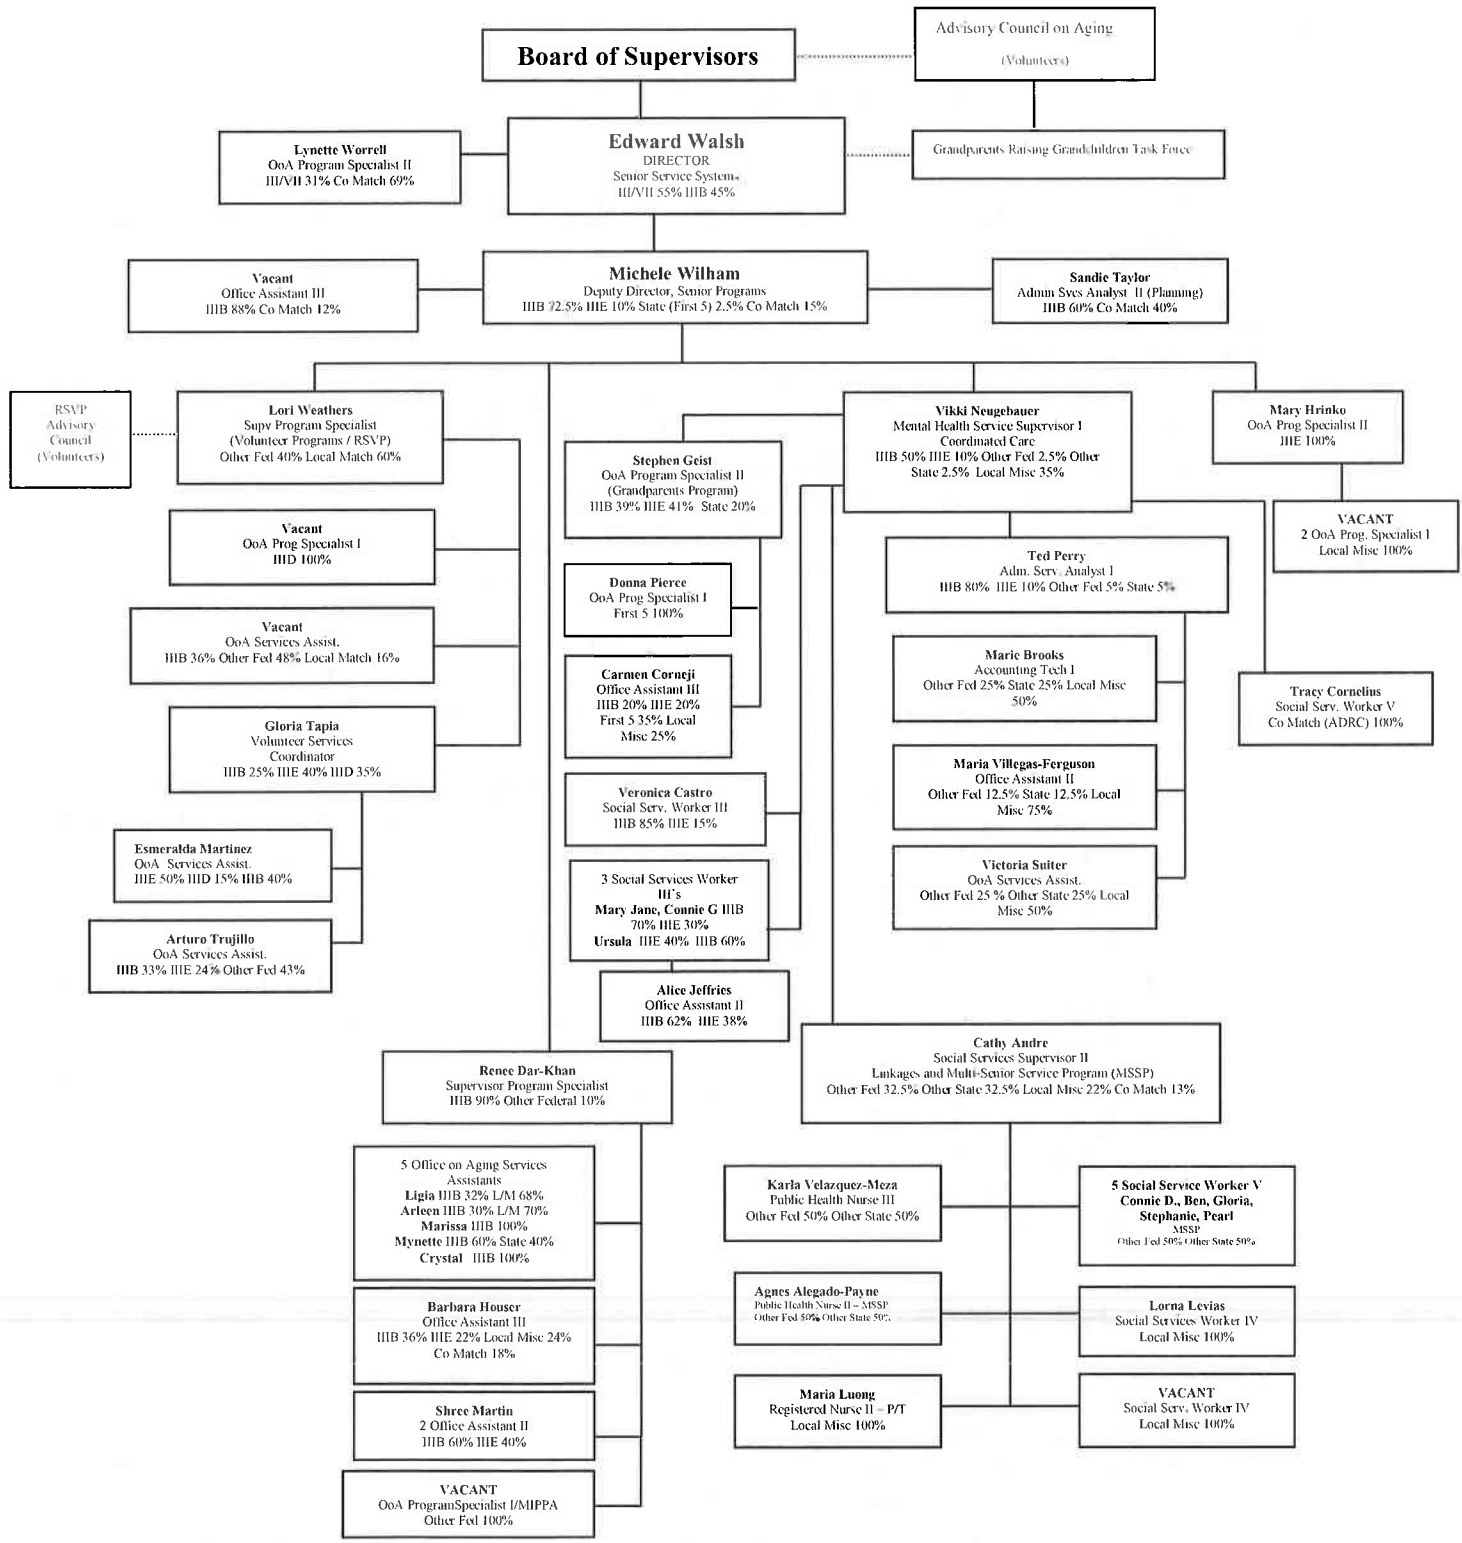 Board of Supervisors
Advisory Council on Aging
(Volunteers)
Lynette Worrell
OoA Program Specialist II
III/VII 31% Co Match 69%
Edward Walsh
DIRECTOR
Senior Service Systems
III/VII 55% IIIB 45%
Grandparents Raising Grandchildren Task Force
Vacant
Office Assistant III
IIIB 88% Co Match 12%
Michele Wilham
Deputy Director, Senior Programs
IIIB 72.5% IIIE 10% State (First 5) 2.5% Co Match 15%
Sandie Taylor
Admin Svcs Analyst II (Planning)
IIIB 60% Co Match 40%
RSVP
Advisory
Council
(Volunteers)
Lori Weathers
Supv Program Specialist
(Volunteer Programs / RSVP)
Other Fed 40% Local Match 60%
Vacant
OoA Prog Specialist I
IIID 100%
Vacant
OoA Services Assist.
IIIB 36% Other Fed 48% Local Match 16%
Gloria Tapia
Volunteer Services
Coordinator
IIIB 25% IIIE 40% IIID 35%
Esmeralda Martinez
OoA Services Assist.
IIIE 50% IIID 15% IIIB 40%
Arturo Trujillo
OoA Services Assist.
IIIB 33% IIIE 24% Other Fed 43%
Stephen Geist
OoA Program Specialist II
(Grandparents Program)
IIIB 39% IIIE 41% State 20%
Donna Pierce
OoA Prog Specialist I
First 5 100%
Carmen Corneji
Office Assistant III
IIIB 20% IIIE 20%
First 5 35% Local
Misc 25%
Veronica Castro
Social Serv. Worker III
IIIB 85% IIIE 15%
3 Social Services Worker
III's
Mary Jane, Connie G IIIB
70% IIIE 30%
Ursula IIIE 40% IIIB 60%
Alice Jeffries
Office Assistant II
IIIB 62% IIIE 38%
Vikki Neugebauer
Mental Health Service Supervisor I
Coordinated Care
IIIB 50% IIIE 10% Other Fed 2.5% Other
State 2.5% Local Misc 35%
Ted Perry
Adm. Serv. Analyst I
IIIB 80% IIIE 10% Other Fed 5% State 5%
Marie Brooks
Accounting Tech I
Other Fed 25% State 25% Local Misc
50%
Maria Villegas-Ferguson
Office Assistant II
Other Fed 12.5% State 12.5% Local
Misc 75%
Victoria Suiter
OoA Services Assist.
Other Fed 25 % Other State 25% Local
Misc 50%
Mary Hrinko
OoA Prog Specialist II
IIIE 100%
VACANT
2 OoA Prog. Specialist I
Local Misc 100%
Tracy Cornelius
Social Serv. Worker V
Co Match (ADRC) 100%
Renee Dar-Khan
Supervisor Program Specialist
IIIB 90% Other Federal 10%
5 Office on Aging Services
Assistants
Ligia IIIB 32% L/M 68%
Arleen IIIB 30% L/M 70%
Marissa IIIB 100%
Mynette IIIB 60% State 40%
Crystal IIIB 100%
Barbara Houser
Office Assistant III
IIIB 36% IIIE 22% Local Misc 24%
Co Match 18%
Shree Martin
2 Office Assistant II
IIIB 60% IIIE 40%
VACANT
OoA ProgramSpecialist I/MIPPA
Other Fed 100%
Cathy Andre
Social Services Supervisor II
Linkages and Multi-Senior Service Program (MSSP)
Other Fed 32.5% Other State 32.5% Local Misc 22% Co Match 13%
Karla Velazquez-Meza
Public Health Nurse III
Other Fed 50% Other State 50%
Agnes Alegado-Payne
Public Health Nurse II – MSSP
Other Fed 50% Other State 50%
Maria Luong
Registered Nurse II – P/T
Local Misc 100%
5 Social Service Worker V
Connie D., Ben, Gloria,
Stephanie, Pearl
MSSP
Other Fed 50% Other State 50%
Lorna Levias
Social Services Worker IV
Local Misc 100%
VACANT
Social Serv. Worker IV
Local Misc 100%